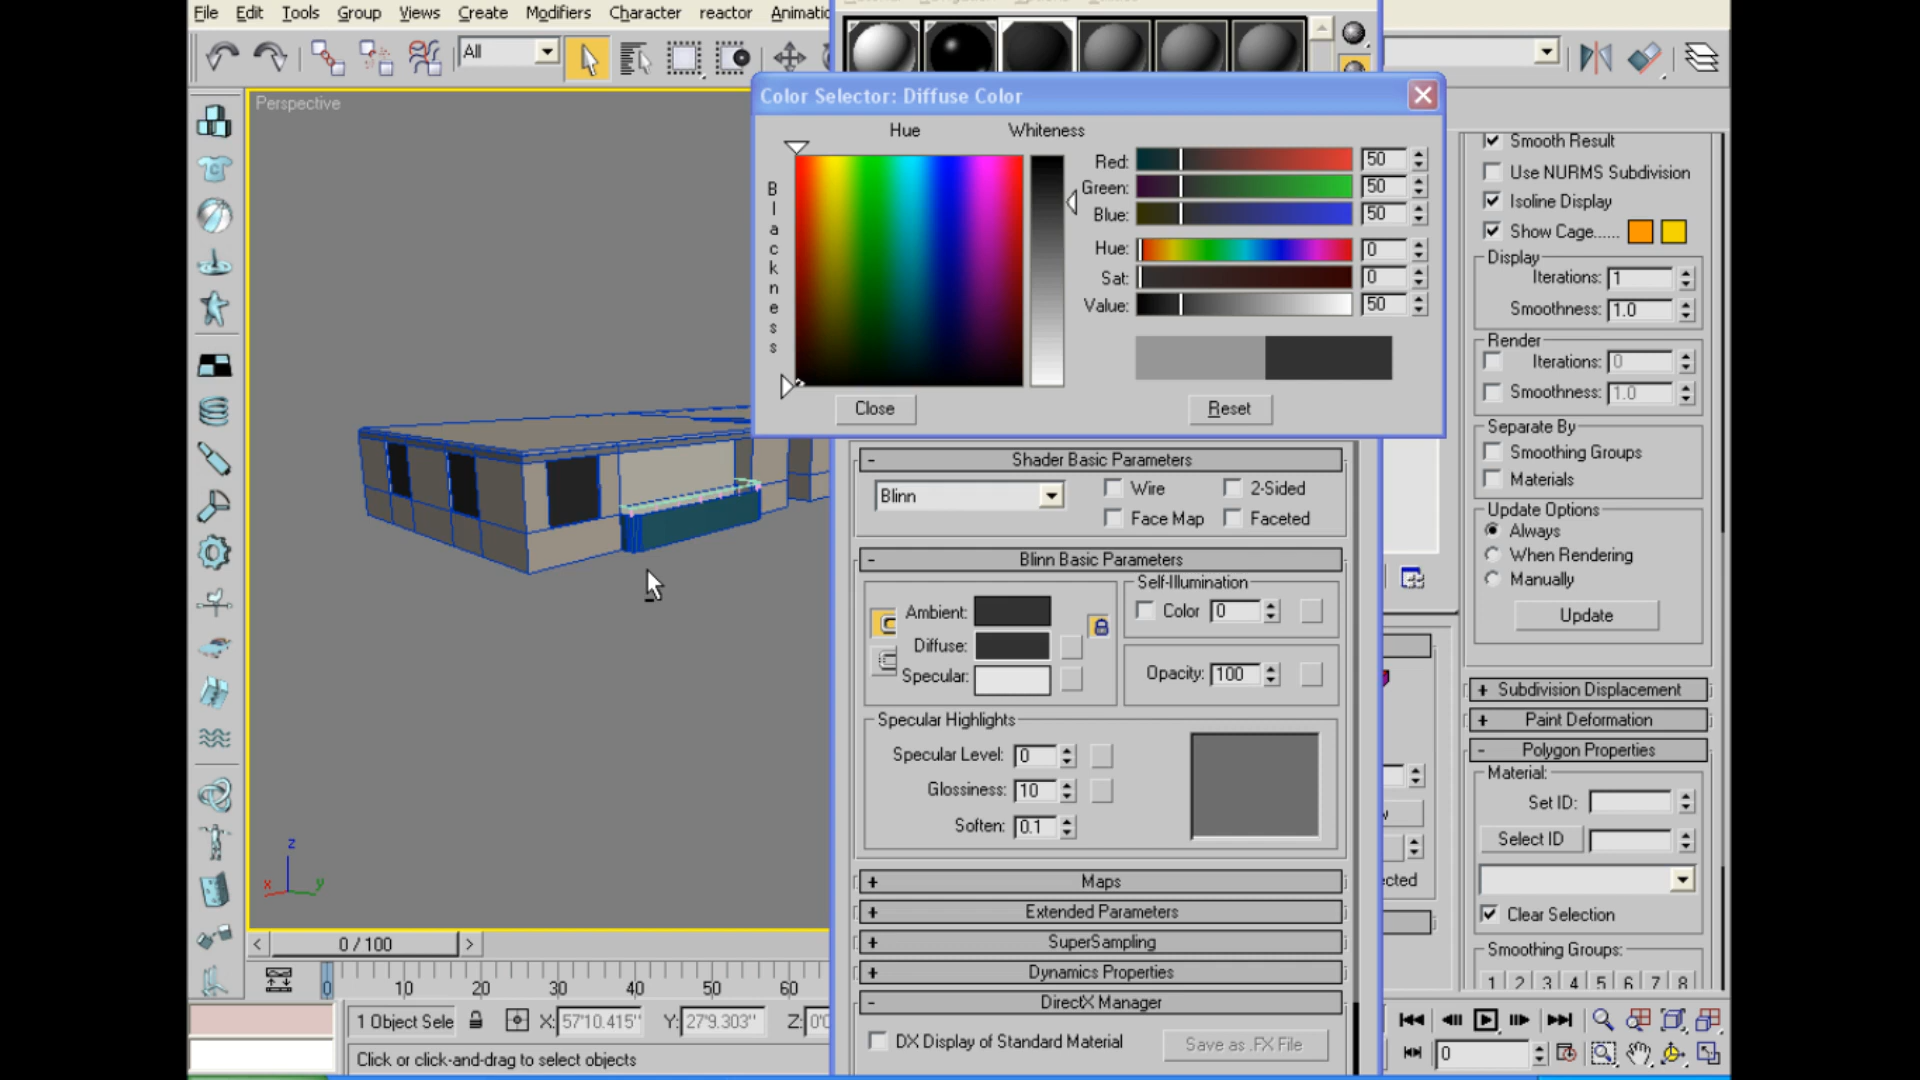 File Edit Tools Group Views Create Modifiers Character reactor Animatio
All
Perspective
Color Selector: Diffuse Color
Hue Whiteness
Blackness
Red: 50
Green: 50
Blue: 50
Hue: 0
Sat: 0
Value: 50
Close Reset
Shader Basic Parameters
Blinn Wire 2-Sided
Face Map Faceted
Blinn Basic Parameters
Self-Illumination
Ambient: Color 0
Diffuse:
Specular: Opacity: 100
Specular Highlights
Specular Level: 0
Glossiness: 10
Soften: 0.1
Maps
Extended Parameters
SuperSampling
Dynamics Properties
DirectX Manager
DX Display of Standard Material Save as .FX File
Smooth Result
Use NURMS Subdivision
Isoline Display
Show Cage......
Display
Iterations: 1
Smoothness: 1.0
Render
Iterations: 0
Smoothness: 1.0
Separate By
Smoothing Groups
Materials
Update Options
Always
When Rendering
Manually
Update
Subdivision Displacement
Paint Deformation
Polygon Properties
Material:
Set ID:
Select ID
Clear Selection
Smoothing Groups:
1 2 3 4 5 6 7 8
ected
z
x y
0 / 100
0 10 20 30 40 50 60
1 Object Sele X: 57'10.415" Y: 27'9.303" Z: 0'0
Click or click-and-drag to select objects
0